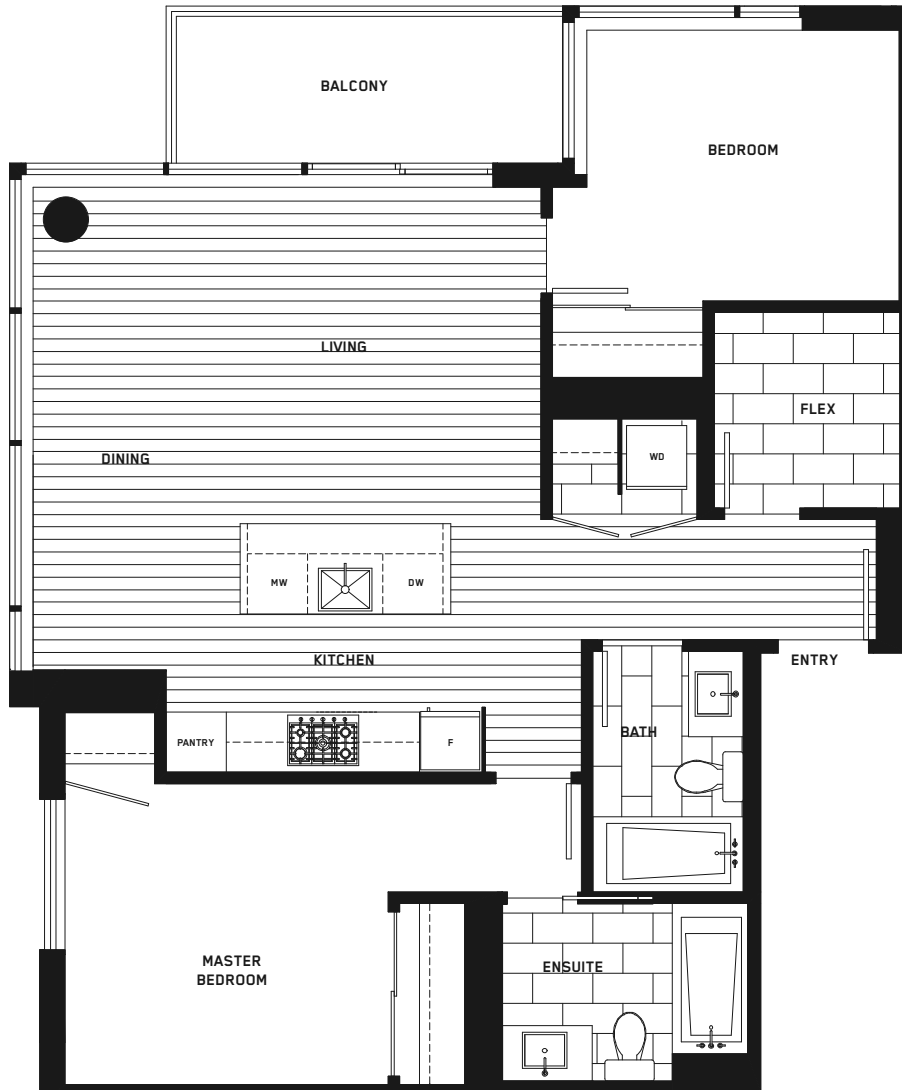 BALCONY
BEDROOM
LIVING
FLEX
DINING
WD
MW
DW
KITCHEN
ENTRY
PANTRY
F
BATH
MASTER
BEDROOM
ENSUITE